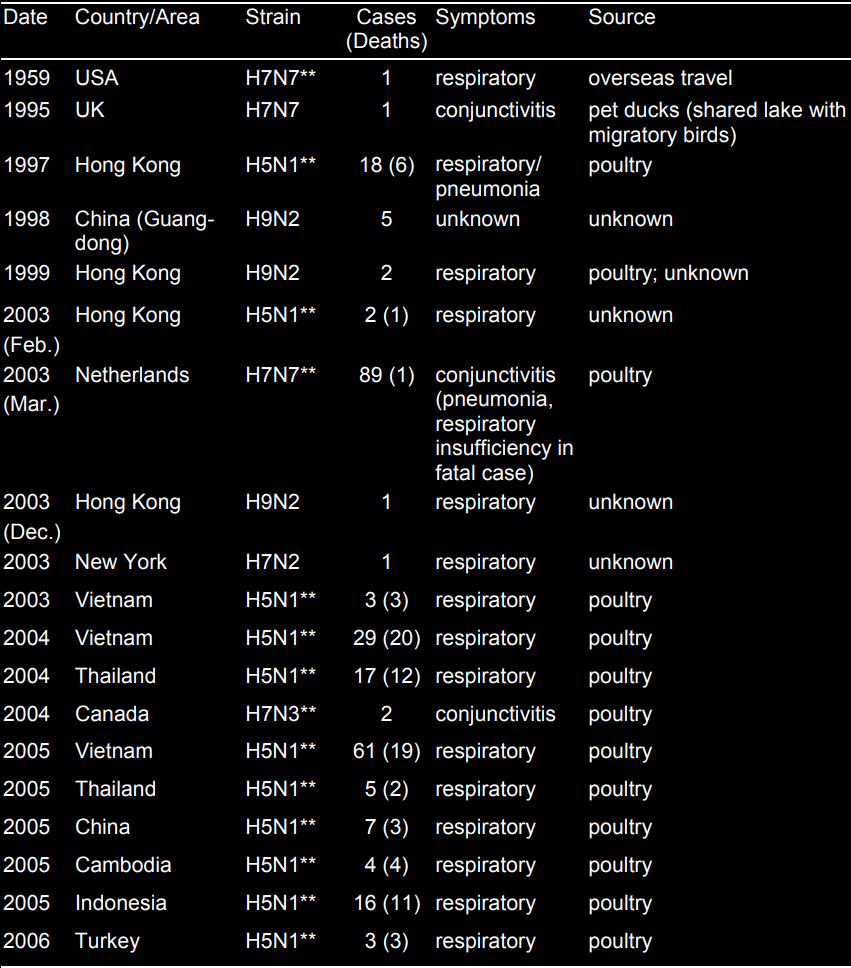 Date Country/Area Strain Cases Symptoms Source
(Deaths)
1959 USA H7N7** 1 respiratory overseas travel
1995 UK H7N7 1 conjunctivitis pet ducks (shared lake with
migratory birds)
1997 Hong Kong H5N1** 18 (6) respiratory/ poultry
pneumonia
1998 China (Guang- H9N2 5 unknown unknown
dong)
1999 Hong Kong H9N2 2 respiratory poultry; unknown
2003 Hong Kong H5N1** 2 (1) respiratory unknown
(Feb.)
2003 Netherlands H7N7** 89 (1) conjunctivitis poultry
(Mar.) (pneumonia,
respiratory
insufficiency in
fatal case)
2003 Hong Kong H9N2 1 respiratory unknown
(Dec.)
2003 New York H7N2 1 respiratory unknown
2003 Vietnam H5N1** 3 (3) respiratory poultry
2004 Vietnam H5N1** 29 (20) respiratory poultry
2004 Thailand H5N1** 17 (12) respiratory poultry
2004 Canada H7N3** 2 conjunctivitis poultry
2005 Vietnam H5N1** 61 (19) respiratory poultry
2005 Thailand H5N1** 5 (2) respiratory poultry
2005 China H5N1** 7 (3) respiratory poultry
2005 Cambodia H5N1** 4 (4) respiratory poultry
2005 Indonesia H5N1** 16 (11) respiratory poultry
2006 Turkey H5N1** 3 (3) respiratory poultry